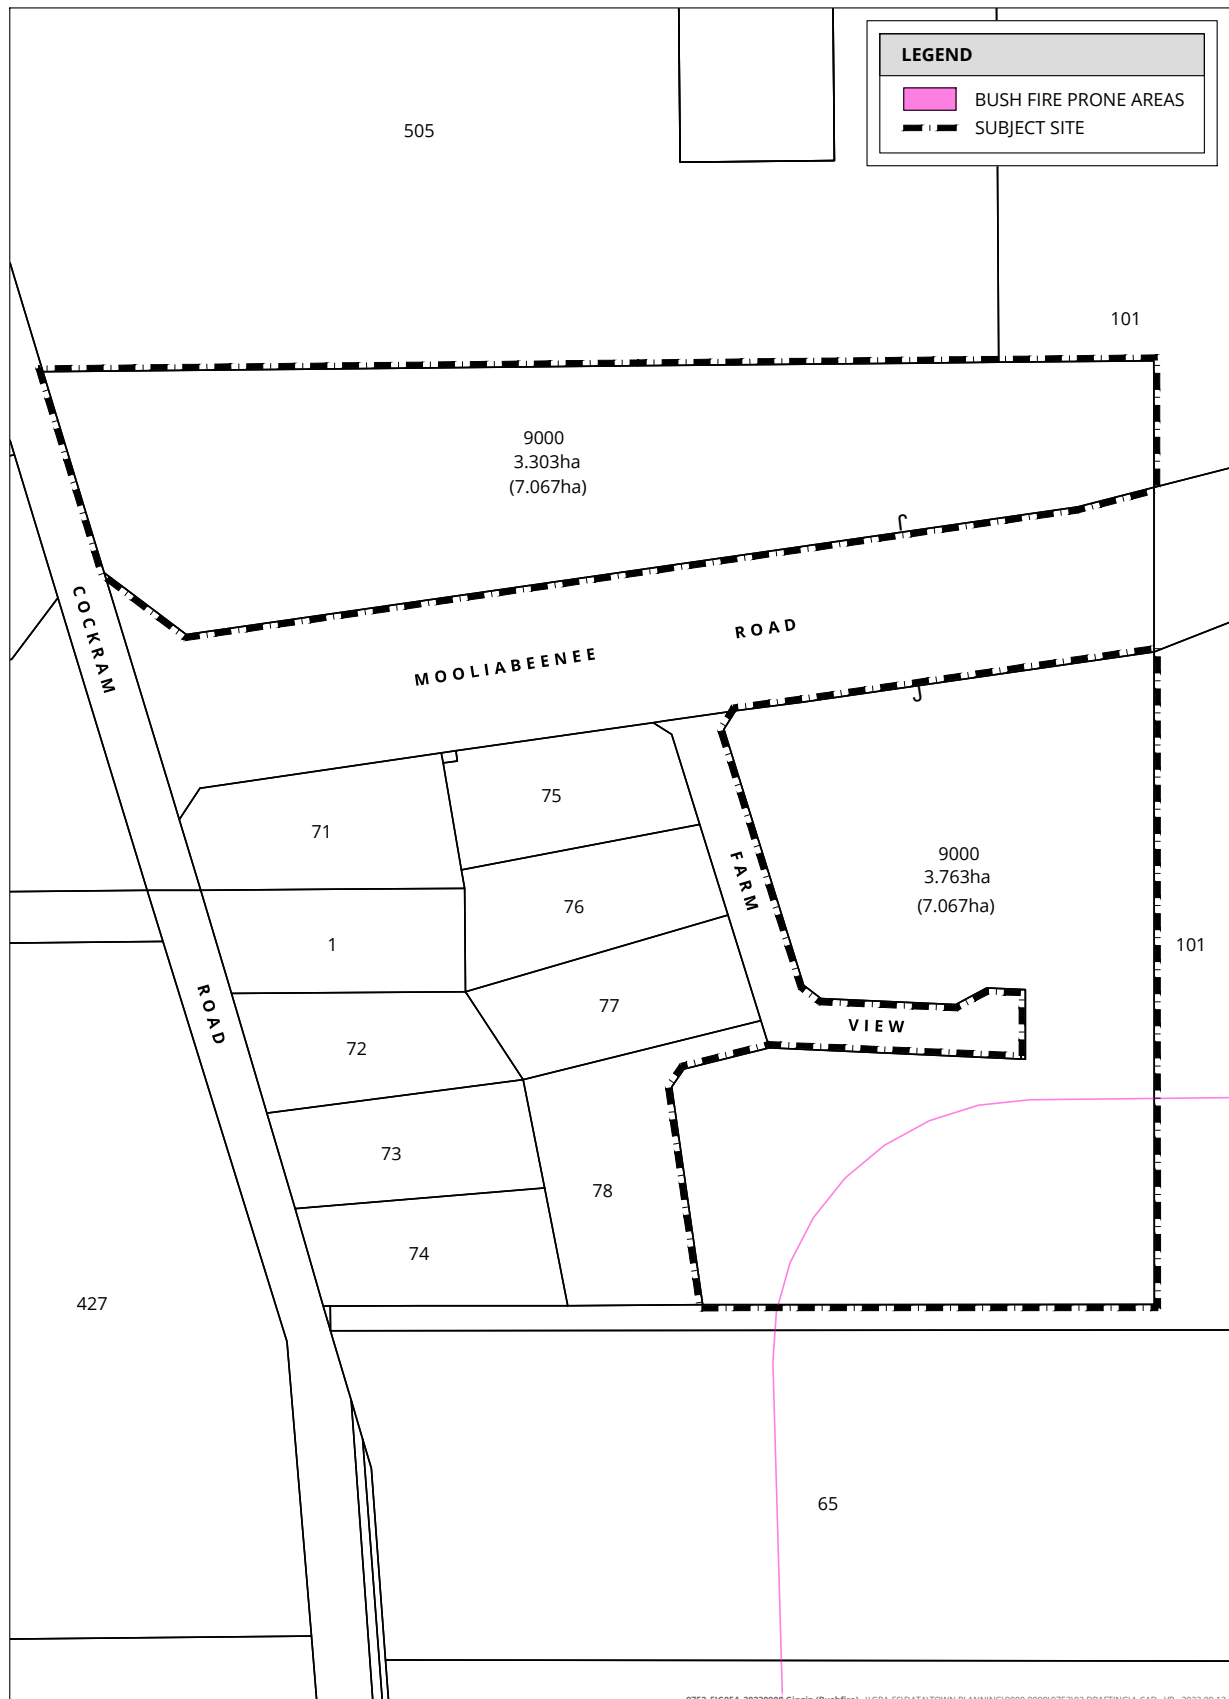 LEGEND
BUSH FIRE PRONE AREAS
SUBJECT SITE
505
101
9000
3.303ha
(7.067ha)
COCKRAM
ROAD
MOOLIABEENEE
ROAD
75
71
FARM
9000
3.763ha
(7.067ha)
76
1
101
77
VIEW
72
73
78
74
427
65